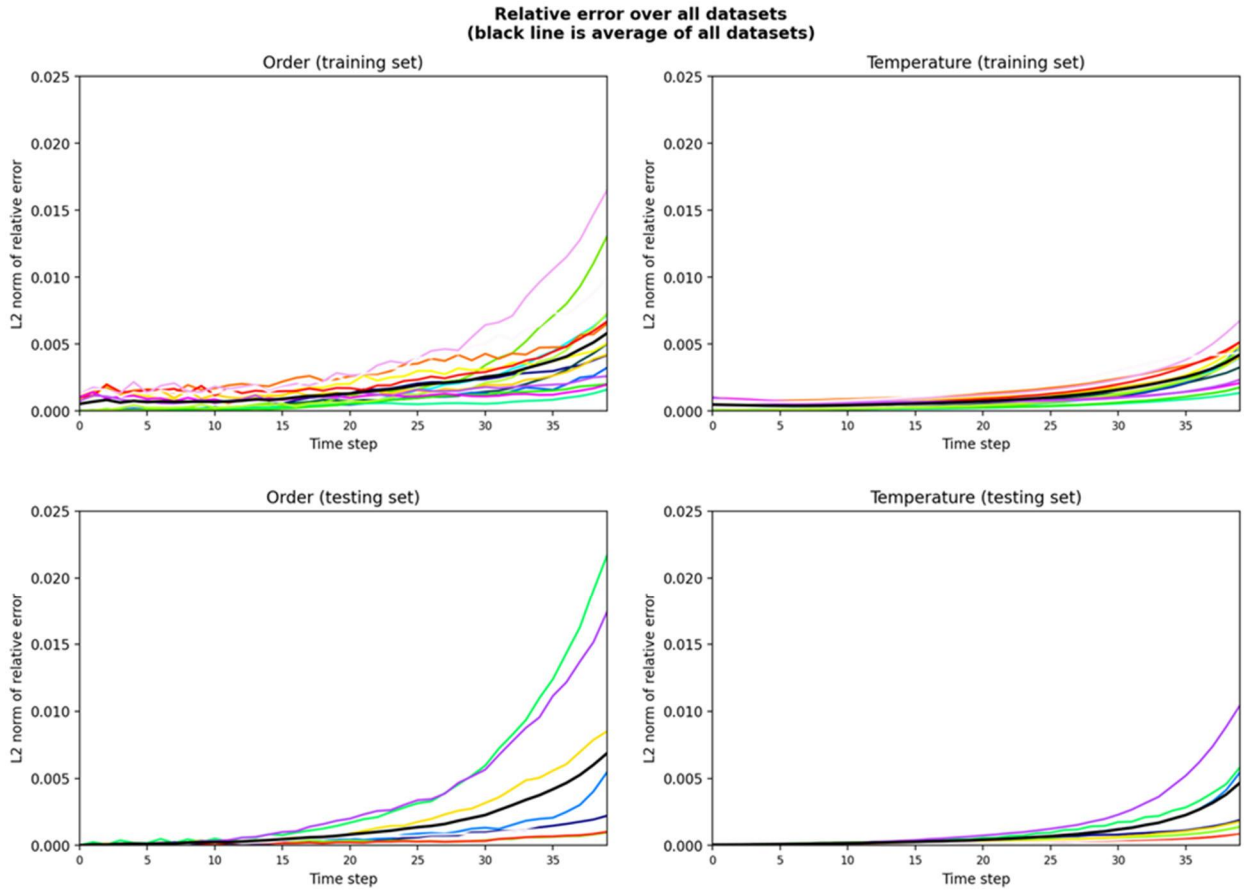 Relative error over all datasets
(black line is average of all datasets)
Order (training set)
L2 norm of relative error
0.025
0.020
0.015
0.010
0.005
0.000
0 5 10 15 20 25 30 35
Time step
Temperature (training set)
L2 norm of relative error
0.025
0.020
0.015
0.010
0.005
0.000
0 5 10 15 20 25 30 35
Time step
Order (testing set)
L2 norm of relative error
0.025
0.020
0.015
0.010
0.005
0.000
0 5 10 15 20 25 30 35
Time step
Temperature (testing set)
L2 norm of relative error
0.025
0.020
0.015
0.010
0.005
0.000
0 5 10 15 20 25 30 35
Time step